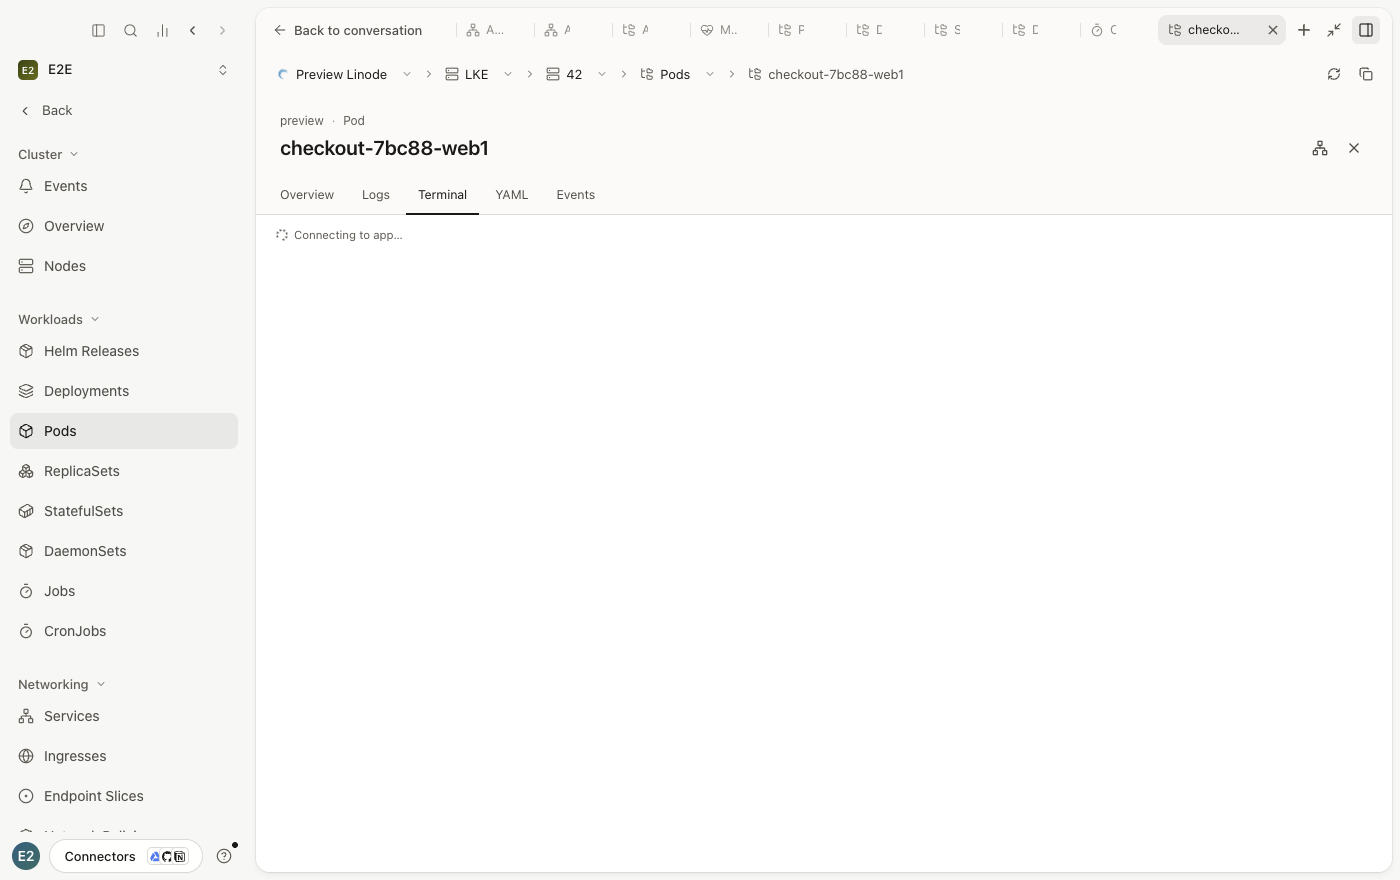 Back to conversation
A...
A
A
M..
P
D
S
D
C
checko...
E2
E2E
Preview Linode
LKE
42
Pods
checkout-7bc88-web1
Back
preview · Pod
checkout-7bc88-web1
Cluster
Events
Overview
Nodes
Overview
Logs
Terminal
YAML
Events
Connecting to app...
Workloads
Helm Releases
Deployments
Pods
ReplicaSets
StatefulSets
DaemonSets
Jobs
CronJobs
Networking
Services
Ingresses
Endpoint Slices
E2
Connectors